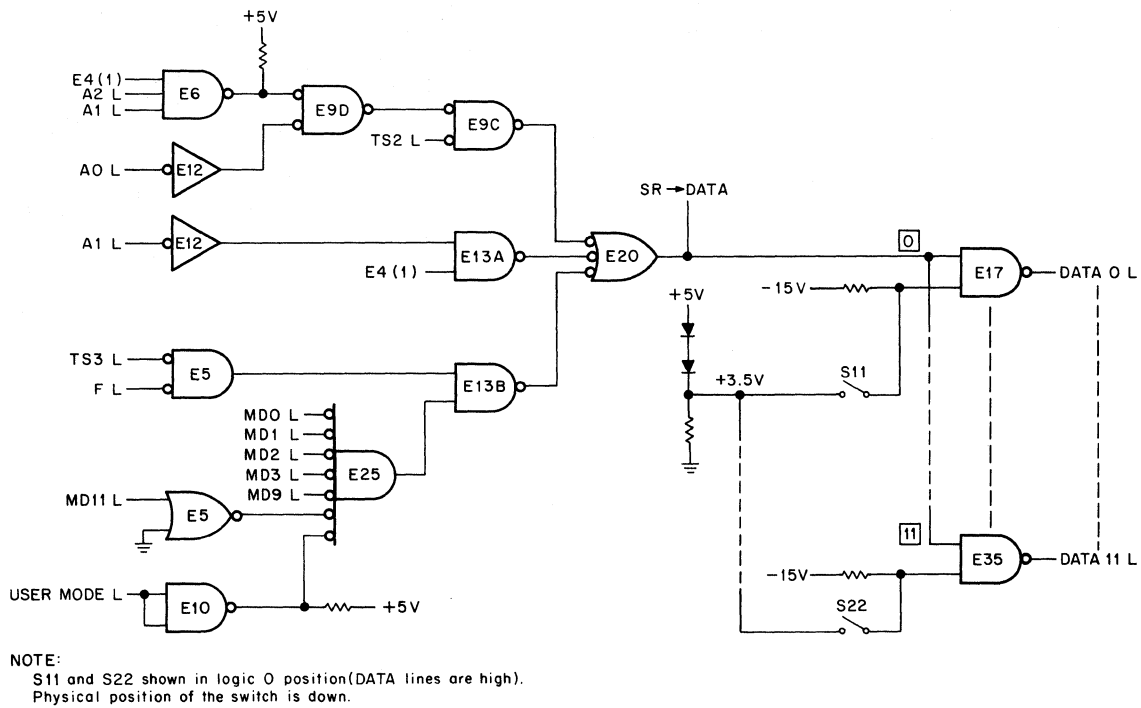 +5V
E4(1)
A2 L
A1 L
E6
E9D
E9C
TS2 L
A0 L
E12
SR→DATA
A1 L
E12
E13A
E4(1)
E20
0
E17
DATA 0 L
-15V
+5V
S11
+3.5V
TS3 L
F L
E5
E13B
MD0 L
MD1 L
MD2 L
MD3 L
MD9 L
E25
MD11 L
E5
11
E35
DATA 11 L
-15V
S22
USER MODE L
E10
+5V
NOTE:
S11 and S22 shown in logic 0 position(DATA lines are high).
Physical position of the switch is down.